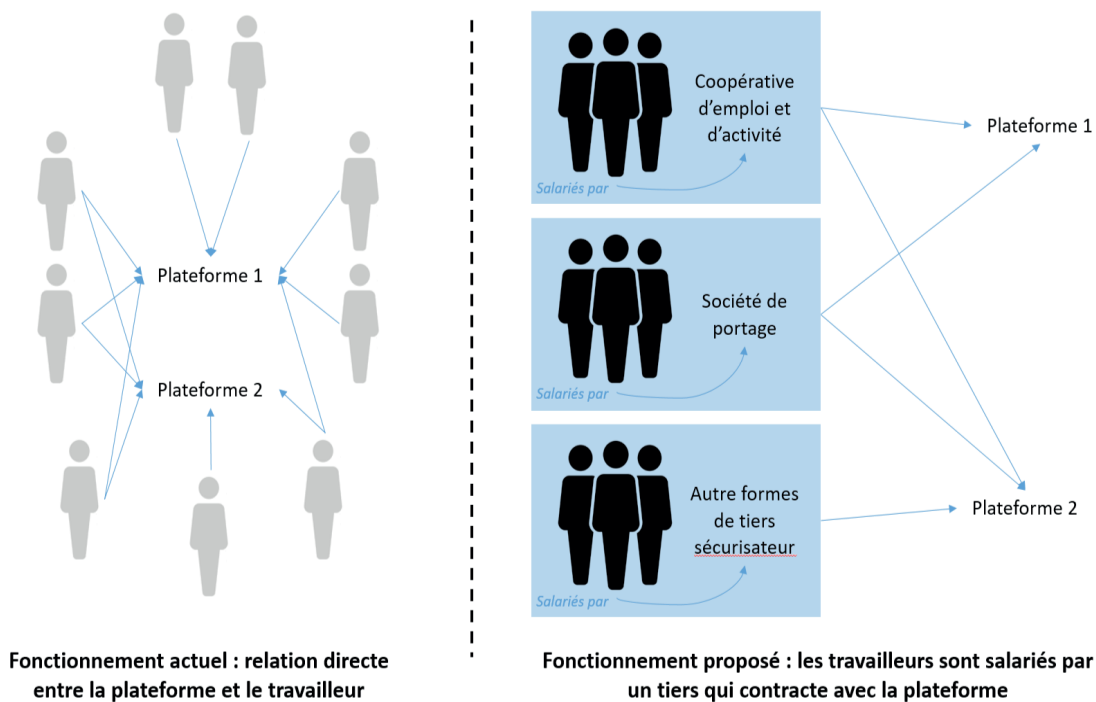 Plateforme 1
Plateforme 2
Fonctionnement actuel : relation directe
entre la plateforme et le travailleur
Coopérative
d'emploi et
d'activité
Salariés par
Société de
portage
Salariés par
Autre formes
de tiers
sécurisateur
Salariés par
Plateforme 1
Plateforme 2
Fonctionnement proposé : les travailleurs sont salariés par
un tiers qui contracte avec la plateforme